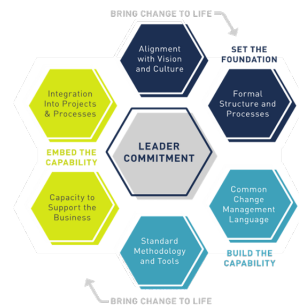 BRING CHANGE TO LIFE
Alignment
with Vision
and Culture
SET THE
FOUNDATION
Integration
Into Projects
& Processes
Formal
Structure and
Processes
LEADER
COMMITMENT
EMBED THE
CAPABILITY
Capacity to
Support the
Business
Common
Change
Management
Language
Standard
Methodology
and Tools
BUILD THE
CAPABILITY
BRING CHANGE TO LIFE